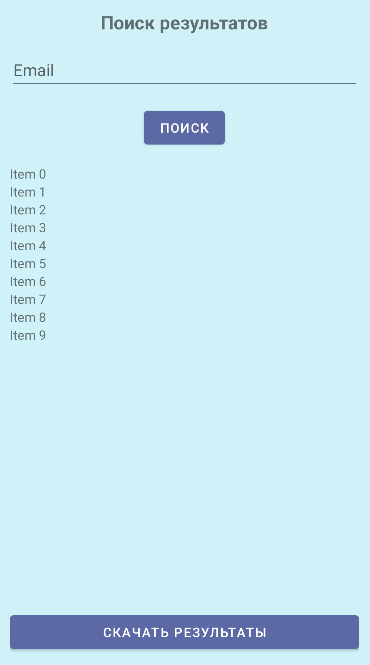 Поиск результатов
Email
ПОИСК
Item 0
Item 1
Item 2
Item 3
Item 4
Item 5
Item 6
Item 7
Item 8
Item 9
СКАЧАТЬ РЕЗУЛЬТАТЫ